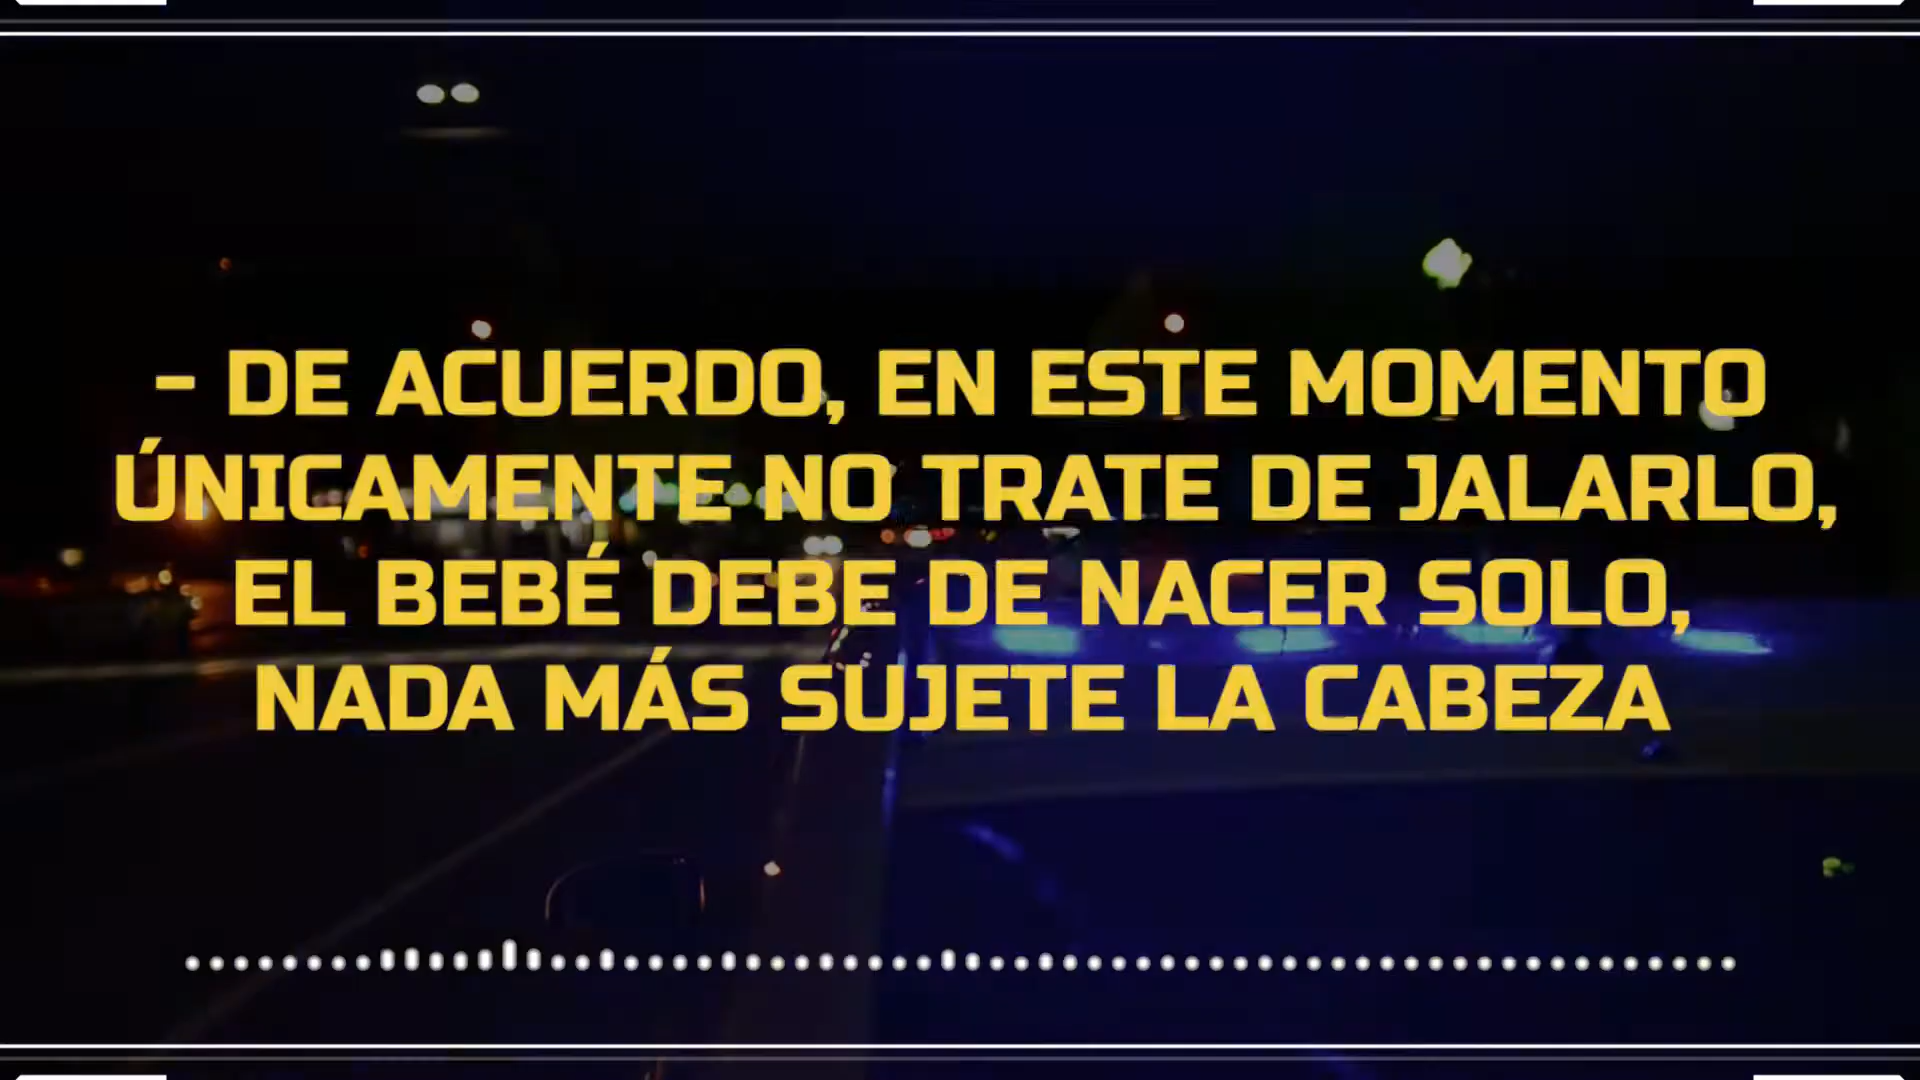 - DE ACUERDO, EN ESTE MOMENTO
ÚNICAMENTE NO TRATE DE JALARLO,
EL BEBÉ DEBE DE NACER SOLO,
NADA MÁS SUJETE LA CABEZA